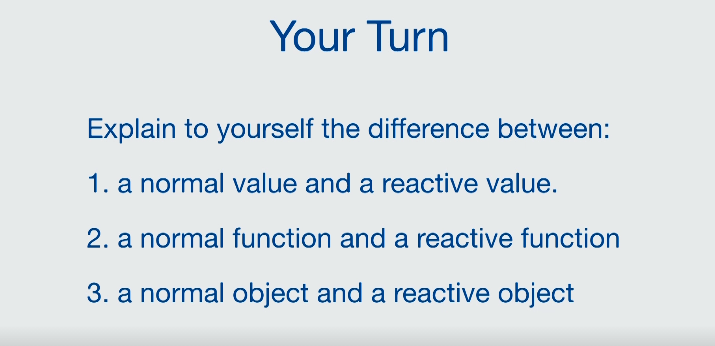 Your Turn
Explain to yourself the difference between:
1. a normal value and a reactive value.
2. a normal function and a reactive function
3. a normal object and a reactive object